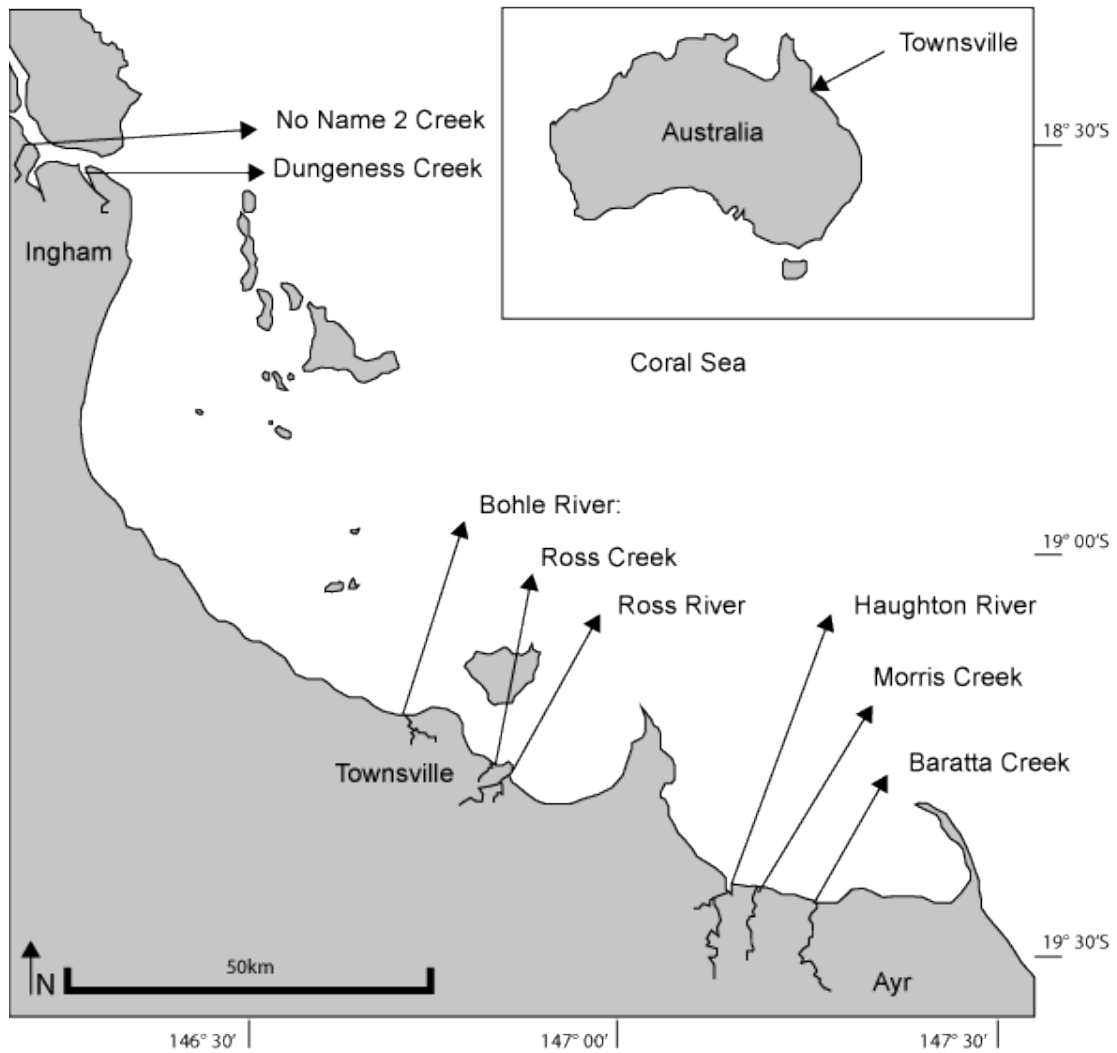 Townsville
No Name 2 Creek
Australia
18° 30'S
Dungeness Creek
Ingham
Coral Sea
Bohle River:
Ross Creek
19° 00'S
Ross River
Haughton River
Morris Creek
Townsville
Baratta Creek
19° 30'S
50km
N
Ayr
146° 30'
147° 00'
147° 30'